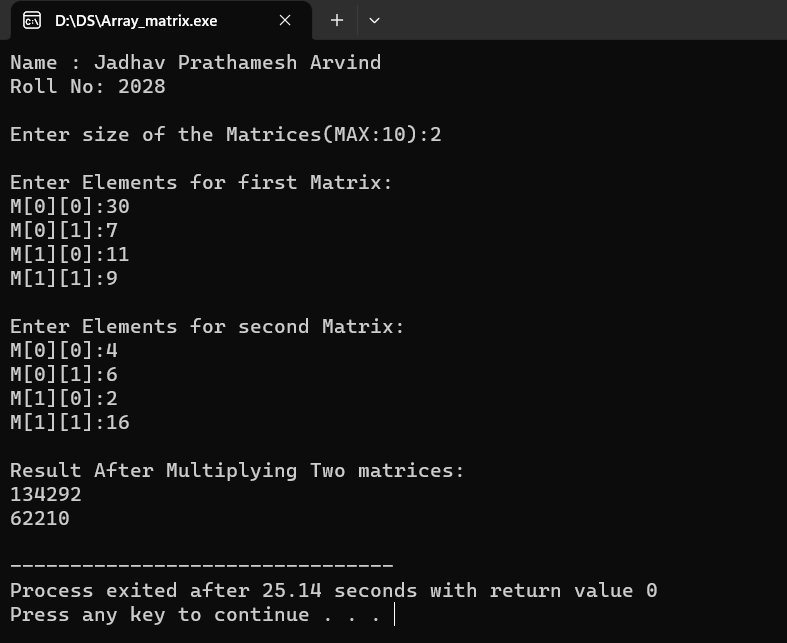 D:\DS\Array_matrix.exe
Name : Jadhav Prathamesh Arvind
Roll No: 2028
Enter size of the Matrices(MAX:10):2
Enter Elements for first Matrix:
M[0][0]:30
M[0][1]:7
M[1][0]:11
M[1][1]:9
Enter Elements for second Matrix:
M[0][0]:4
M[0][1]:6
M[1][0]:2
M[1][1]:16
Result After Multiplying Two matrices:
134292
62210
--------------------------------
Process exited after 25.14 seconds with return value 0
Press any key to continue . . .